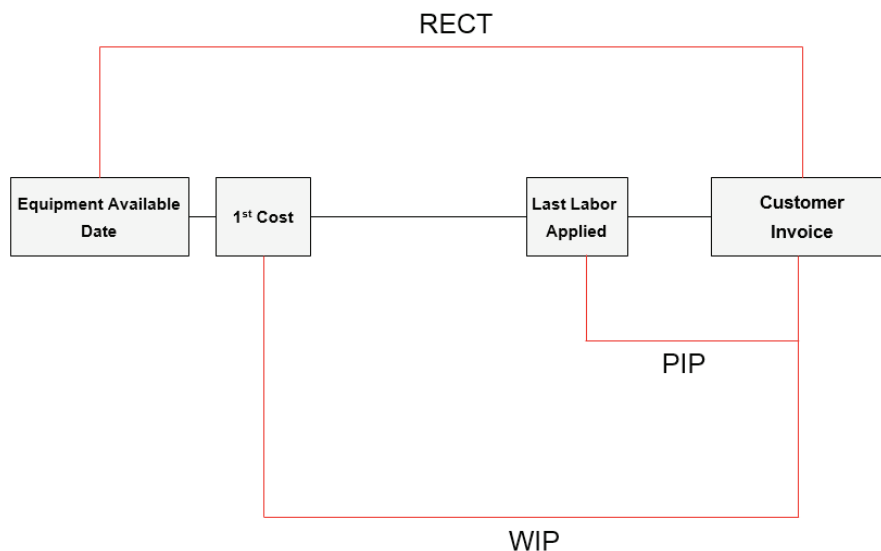 RECT
Equipment Available
Date
1st Cost
Last Labor
Applied
Customer
Invoice
PIP
WIP